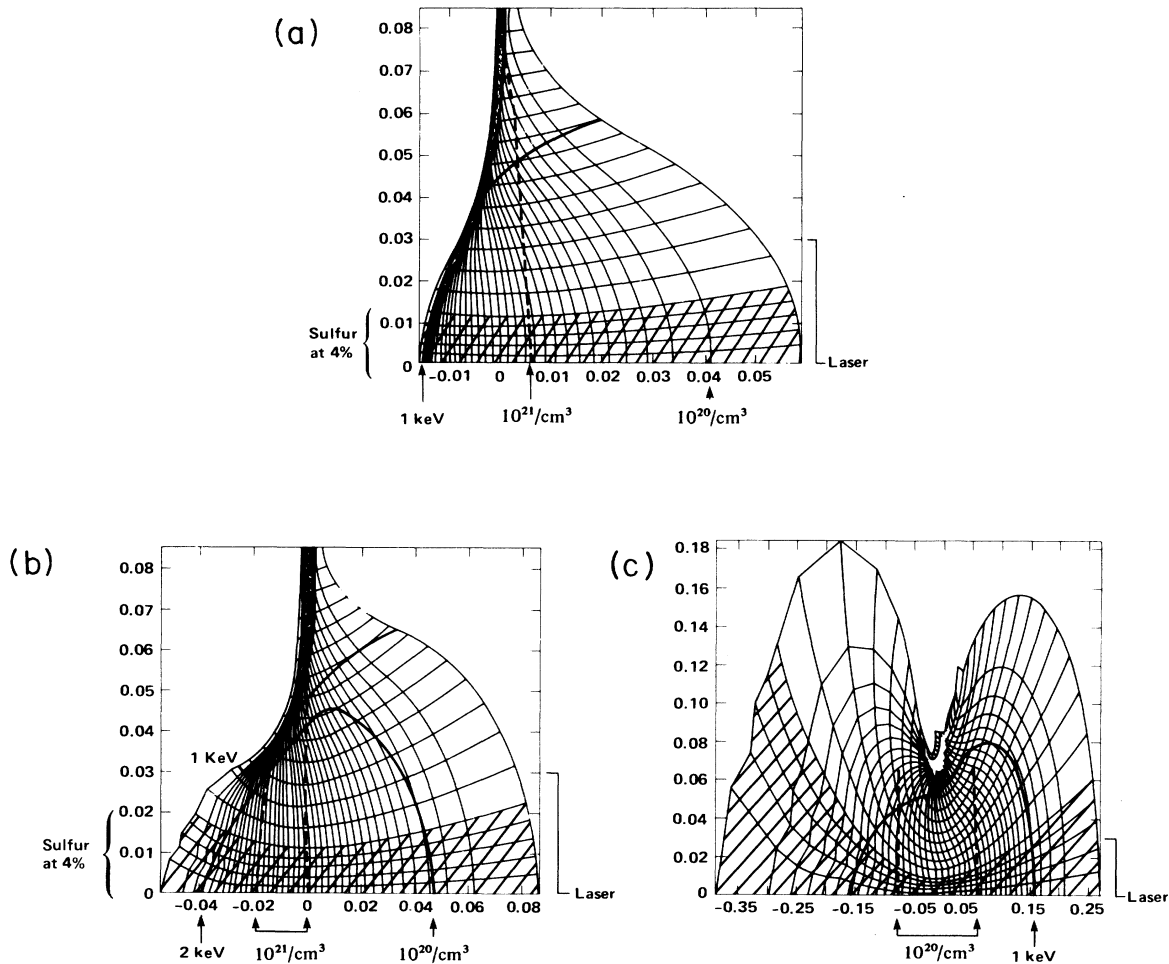 (a)
0.08
0.07
0.06
0.05
0.04
0.03
0.02
0.01
0
Sulfur
at 4%
-0.01 0 0.01 0.02 0.03 0.04 0.05
Laser
1 keV
10²¹/cm³
10²⁰/cm³
(b)
0.08
0.07
0.06
0.05
0.04
0.03
0.02
0.01
0
1 KeV
Sulfur
at 4%
-0.04 -0.02 0 0.02 0.04 0.06 0.08
Laser
2 keV
10²¹/cm³
10²⁰/cm³
(c)
0.18
0.16
0.14
0.12
0.10
0.08
0.06
0.04
0.02
0
-0.35 -0.25 -0.15 -0.05 0.05 0.15 0.25
Laser
10²⁰/cm³
1 keV